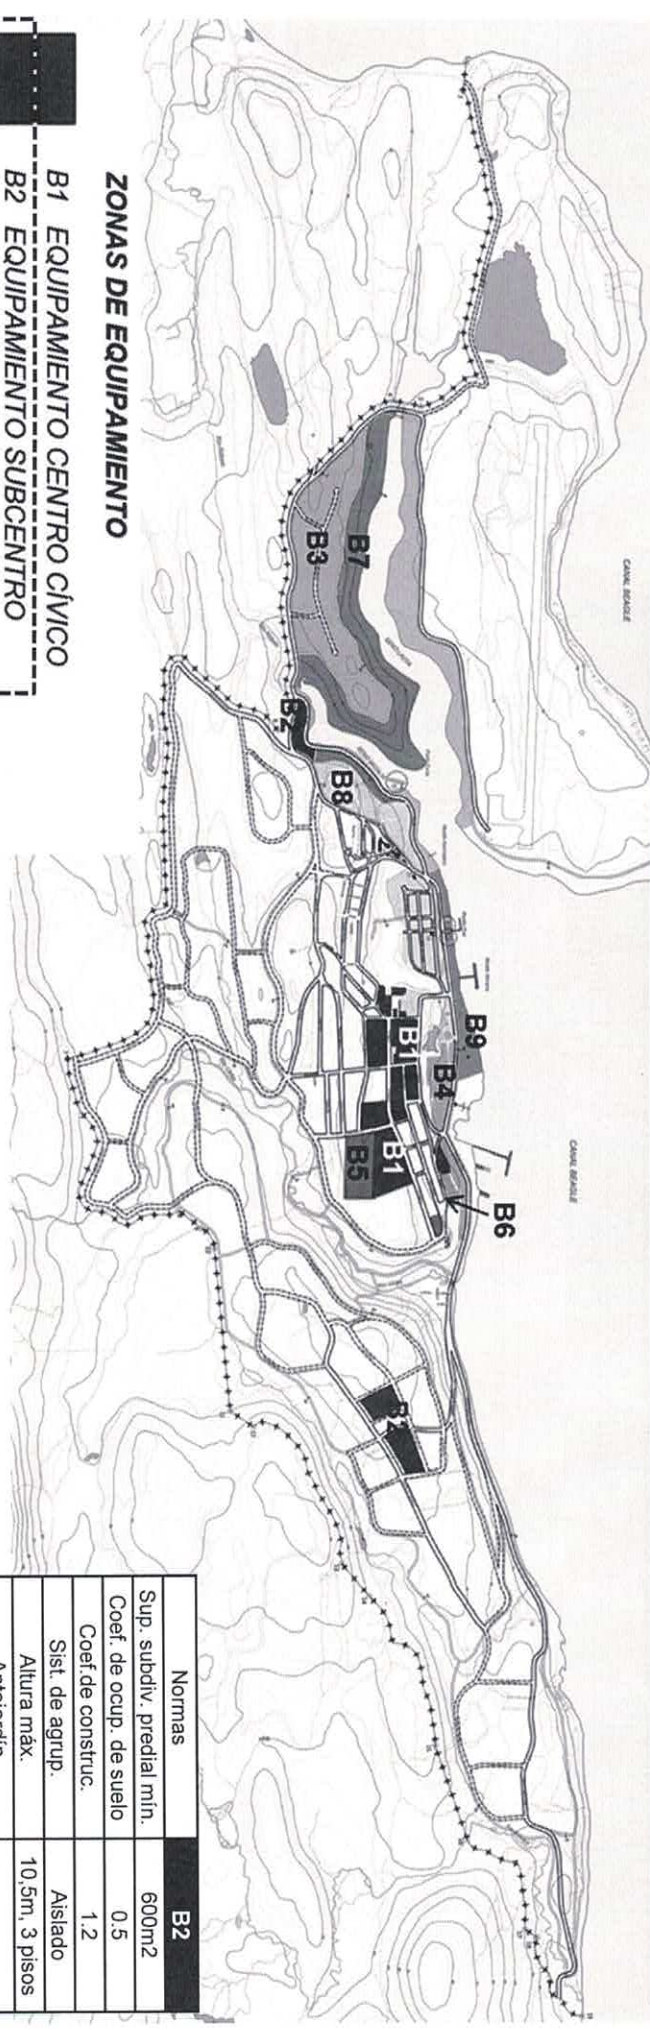 ZONAS DE EQUIPAMIENTO
B1 EQUIPAMIENTO CENTRO CÍVICO
B2 EQUIPAMIENTO SUBCENTRO
CANAL BEAGLE
CANAL BEAGLE
B7
B3
B2
B8
B9
B1
B4
B1
B5
B6
Normas B2
Sup. subdiv. predial mín. 600m2
Coef. de ocup. de suelo 0.5
Coef.de construc. 1.2
Sist. de agrup. Aislado
Altura máx. 10,5m, 3 pisos